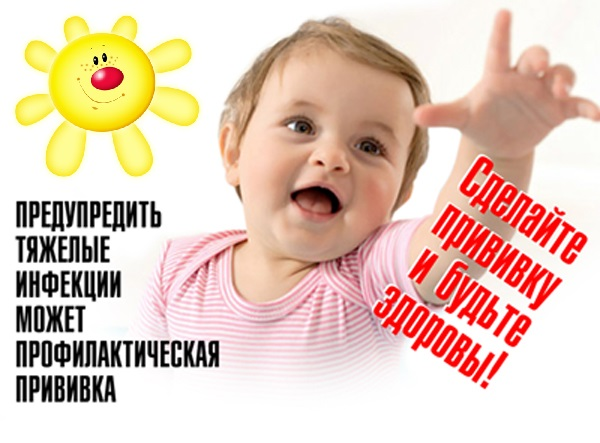 ПРЕДУПРЕДИТЬ
ТЯЖЕЛЫЕ
ИНФЕКЦИИ
МОЖЕТ
ПРОФИЛАКТИЧЕСКАЯ
ПРИВИВКА
Сделайте
прививку
и будьте
здоровы!